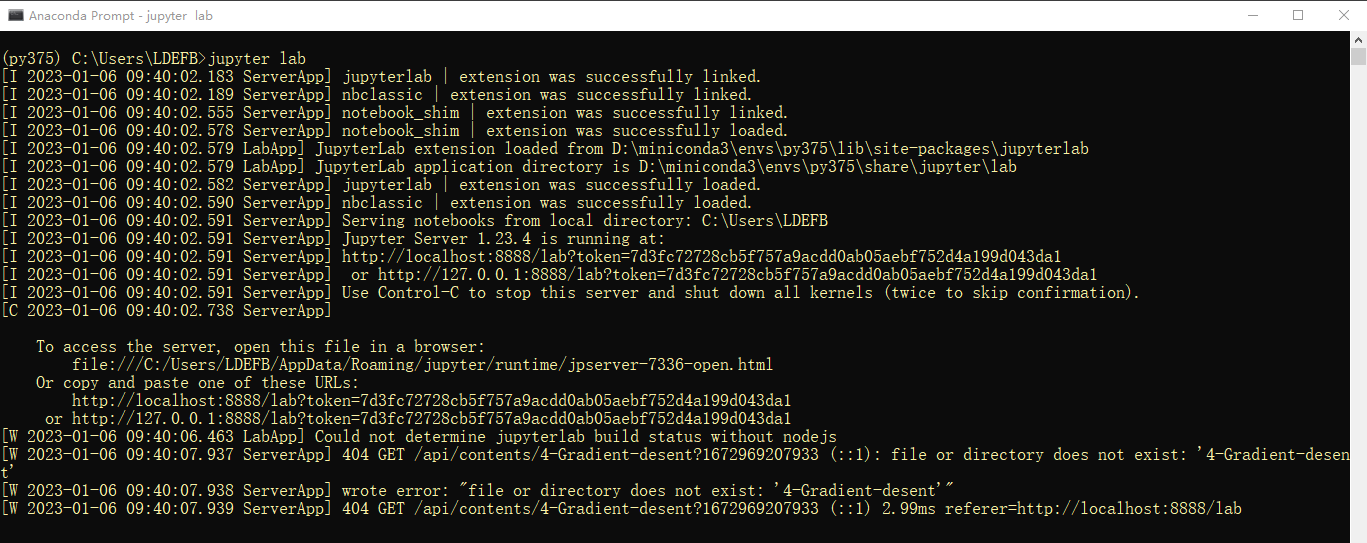 Anaconda Prompt - jupyter  lab
(py375) C:\Users\LDEFB>jupyter lab
[I 2023-01-06 09:40:02.183 ServerApp] jupyterlab | extension was successfully linked.
[I 2023-01-06 09:40:02.189 ServerApp] nbclassic | extension was successfully linked.
[I 2023-01-06 09:40:02.555 ServerApp] notebook_shim | extension was successfully linked.
[I 2023-01-06 09:40:02.578 ServerApp] notebook_shim | extension was successfully loaded.
[I 2023-01-06 09:40:02.579 LabApp] JupyterLab extension loaded from D:\miniconda3\envs\py375\lib\site-packages\jupyterlab
[I 2023-01-06 09:40:02.579 LabApp] JupyterLab application directory is D:\miniconda3\envs\py375\share\jupyter\lab
[I 2023-01-06 09:40:02.582 ServerApp] jupyterlab | extension was successfully loaded.
[I 2023-01-06 09:40:02.590 ServerApp] nbclassic | extension was successfully loaded.
[I 2023-01-06 09:40:02.591 ServerApp] Serving notebooks from local directory: C:\Users\LDEFB
[I 2023-01-06 09:40:02.591 ServerApp] Jupyter Server 1.23.4 is running at:
[I 2023-01-06 09:40:02.591 ServerApp] http://localhost:8888/lab?token=7d3fc72728cb5f757a9acdd0ab05aebf752d4a199d043da1
[I 2023-01-06 09:40:02.591 ServerApp]  or http://127.0.0.1:8888/lab?token=7d3fc72728cb5f757a9acdd0ab05aebf752d4a199d043da1
[I 2023-01-06 09:40:02.591 ServerApp] Use Control-C to stop this server and shut down all kernels (twice to skip confirmation).
[C 2023-01-06 09:40:02.738 ServerApp]
    To access the server, open this file in a browser:
        file:///C:/Users/LDEFB/AppData/Roaming/jupyter/runtime/jpserver-7336-open.html
    Or copy and paste one of these URLs:
        http://localhost:8888/lab?token=7d3fc72728cb5f757a9acdd0ab05aebf752d4a199d043da1
     or http://127.0.0.1:8888/lab?token=7d3fc72728cb5f757a9acdd0ab05aebf752d4a199d043da1
[W 2023-01-06 09:40:06.463 LabApp] Could not determine jupyterlab build status without nodejs
[W 2023-01-06 09:40:07.937 ServerApp] 404 GET /api/contents/4-Gradient-desent?1672969207933 (::1): file or directory does not exist: '4-Gradient-desen
t'
[W 2023-01-06 09:40:07.938 ServerApp] wrote error: "file or directory does not exist: '4-Gradient-desent'"
[W 2023-01-06 09:40:07.939 ServerApp] 404 GET /api/contents/4-Gradient-desent?1672969207933 (::1) 2.99ms referer=http://localhost:8888/lab